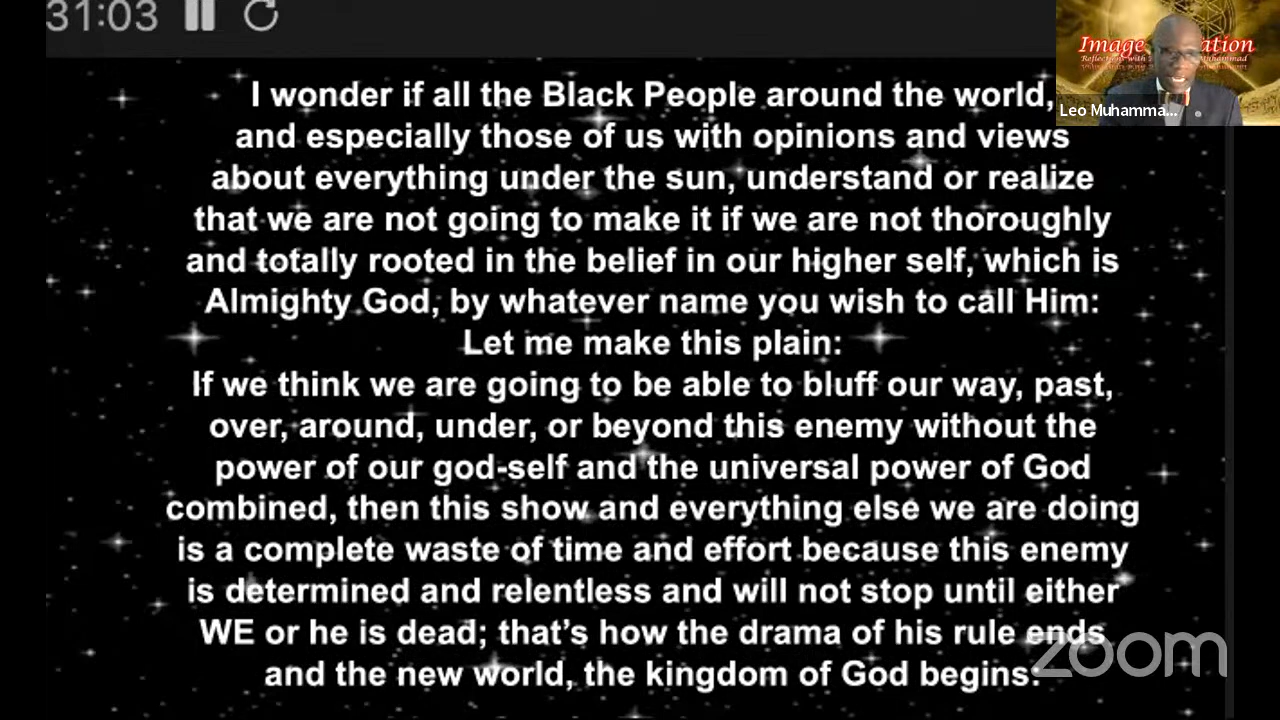 31:03
Image ation
Reflections with Muhammad
Leo Muhamma...
I wonder if all the Black People around the world,
and especially those of us with opinions and views
about everything under the sun, understand or realize
that we are not going to make it if we are not thoroughly
and totally rooted in the belief in our higher self, which is
Almighty God, by whatever name you wish to call Him:
Let me make this plain:
If we think we are going to be able to bluff our way, past,
over, around, under, or beyond this enemy without the
power of our god-self and the universal power of God
combined, then this show and everything else we are doing
is a complete waste of time and effort because this enemy
is determined and relentless and will not stop until either
WE or he is dead; that’s how the drama of his rule ends
and the new world, the kingdom of God begins:
zoom